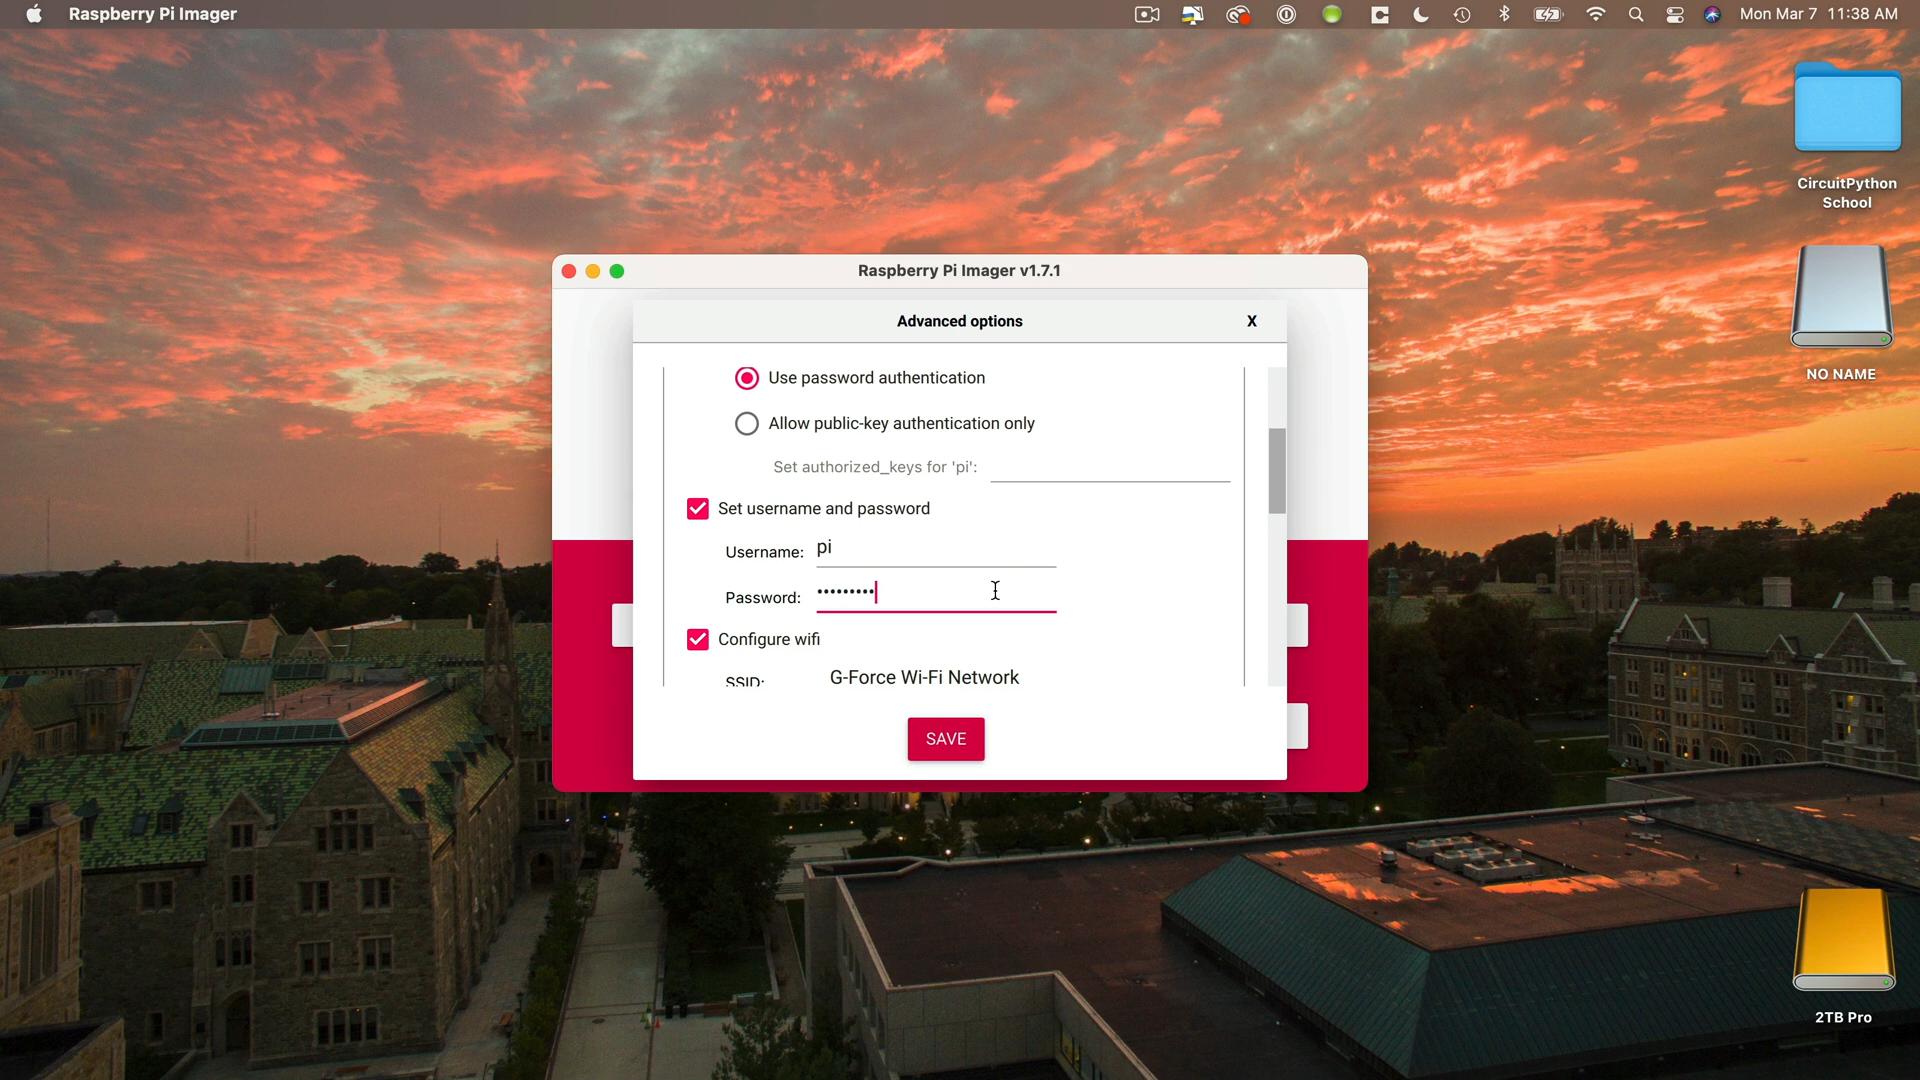 Raspberry Pi Imager
Mon Mar 7 11:38 AM
CircuitPython
School
NO NAME
Raspberry Pi Imager v1.7.1
Advanced options
X
Use password authentication
Allow public-key authentication only
Set authorized_keys for 'pi':
Set username and password
Username: pi
Password: •••••••••
Configure wifi
SSID: G-Force Wi-Fi Network
SAVE
2TB Pro